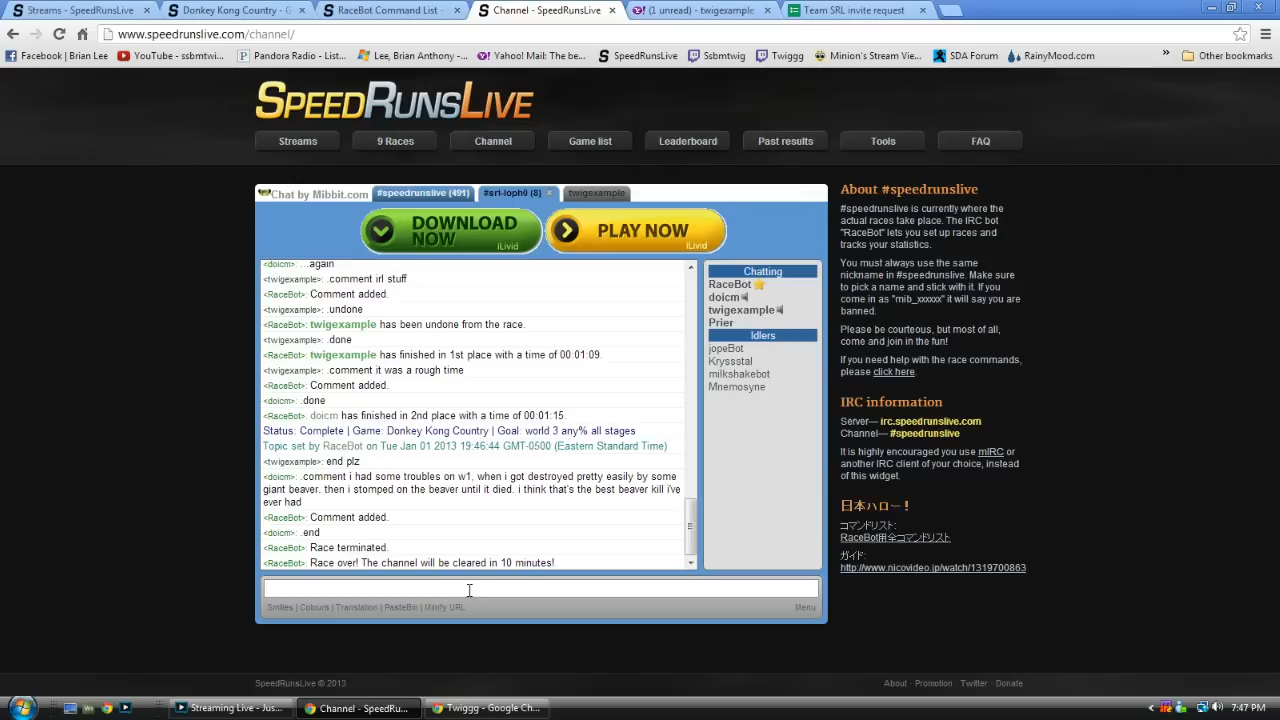 Streams - SpeedRunsLive
Donkey Kong Country - G
RaceBot Command List -
Channel - SpeedRunsLive
(1 unread) - twigexample
Team SRL invite request
www.speedrunslive.com/channel/
Facebook | Brian Lee
YouTube - ssbmtwi...
Pandora Radio - List...
Lee, Brian Anthony -...
Yahoo! Mail: The be...
SpeedRunsLive
Ssbmtwig
Twiggg
Minion's Stream View
SDA Forum
RainyMood.com
»
Other bookmarks
SPEEDRUNSLIVE
Streams
9 Races
Channel
Game list
Leaderboard
Past results
Tools
FAQ
Chat by Mibbit.com
#speedrunslive (491)
#srl-loph0 (8)
twigexample
DOWNLOAD NOW
iLivid
PLAY NOW
iLivid
<doicm>: ...again
<twigexample>: .comment irl stuff
<RaceBot>: Comment added.
<twigexample>: .undone
<RaceBot>: twigexample has been undone from the race.
<twigexample>: .done
<RaceBot>: twigexample has finished in 1st place with a time of 00:01:09.
<twigexample>: .comment it was a rough time
<RaceBot>: Comment added.
<doicm>: .done
<RaceBot>: doicm has finished in 2nd place with a time of 00:01:15.
Status: Complete | Game: Donkey Kong Country | Goal: world 3 any% all stages
Topic set by RaceBot on Tue Jan 01 2013 19:46:44 GMT-0500 (Eastern Standard Time)
<twigexample>: end plz
<doicm>: .comment i had some troubles on w1, when i got destroyed pretty easily by some
giant beaver. then i stomped on the beaver until it died. i think that's the best beaver kill i've
ever had
<RaceBot>: Comment added.
<doicm>: .end
<RaceBot>: Race terminated.
<RaceBot>: Race over! The channel will be cleared in 10 minutes!
Chatting
RaceBot
doicm
twigexample
Prier
Idlers
jopeBot
Kryssstal
milkshakebot
Mnemosyne
Smilies | Colours | Translation | PasteBin | Minify URL
Menu
About #speedrunslive
#speedrunslive is currently where the
actual races take place. The IRC bot
"RaceBot" lets you set up races and
tracks your statistics.
You must always use the same
nickname in #speedrunslive. Make sure
to pick a name and stick with it. If you
come in as "mib_xxxxxx" it will say you are
banned.
Please be courteous, but most of all,
come and join in the fun!
If you need help with the race commands,
please click here.
IRC information
Server— irc.speedrunslive.com
Channel— #speedrunslive
It is highly encouraged you use mIRC or
another IRC client of your choice, instead
of this widget.
日本ハロー！
コマンドリスト:
RaceBot用全コマンドリスト
ガイド:
http://www.nicovideo.jp/watch/1319700863
SpeedRunsLive © 2013
About · Promotion · Twitter · Donate
Streaming Live - Jus...
Channel - SpeedRu...
Twiggg - Google Ch...
7:47 PM